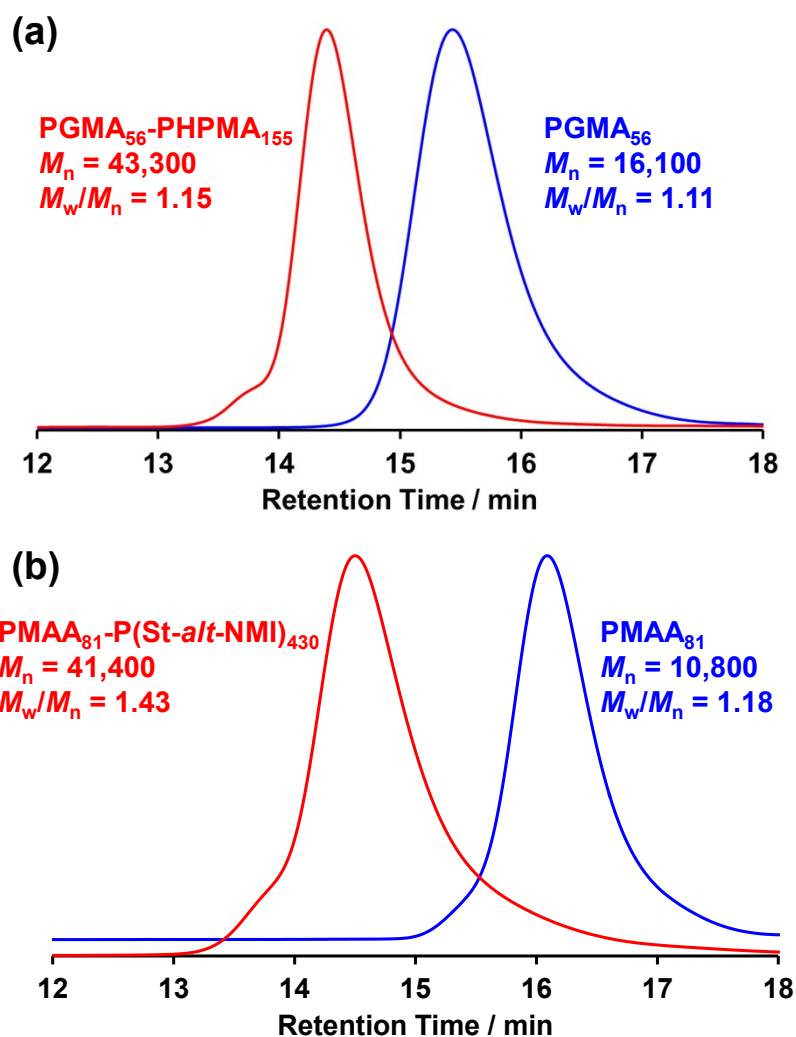 (a)
PGMA56-PHPMA155
Mn = 43,300
Mw/Mn = 1.15
PGMA56
Mn = 16,100
Mw/Mn = 1.11
12 13 14 15 16 17 18
Retention Time / min
(b)
PMAA81-P(St-alt-NMI)430
Mn = 41,400
Mw/Mn = 1.43
PMAA81
Mn = 10,800
Mw/Mn = 1.18
12 13 14 15 16 17 18
Retention Time / min